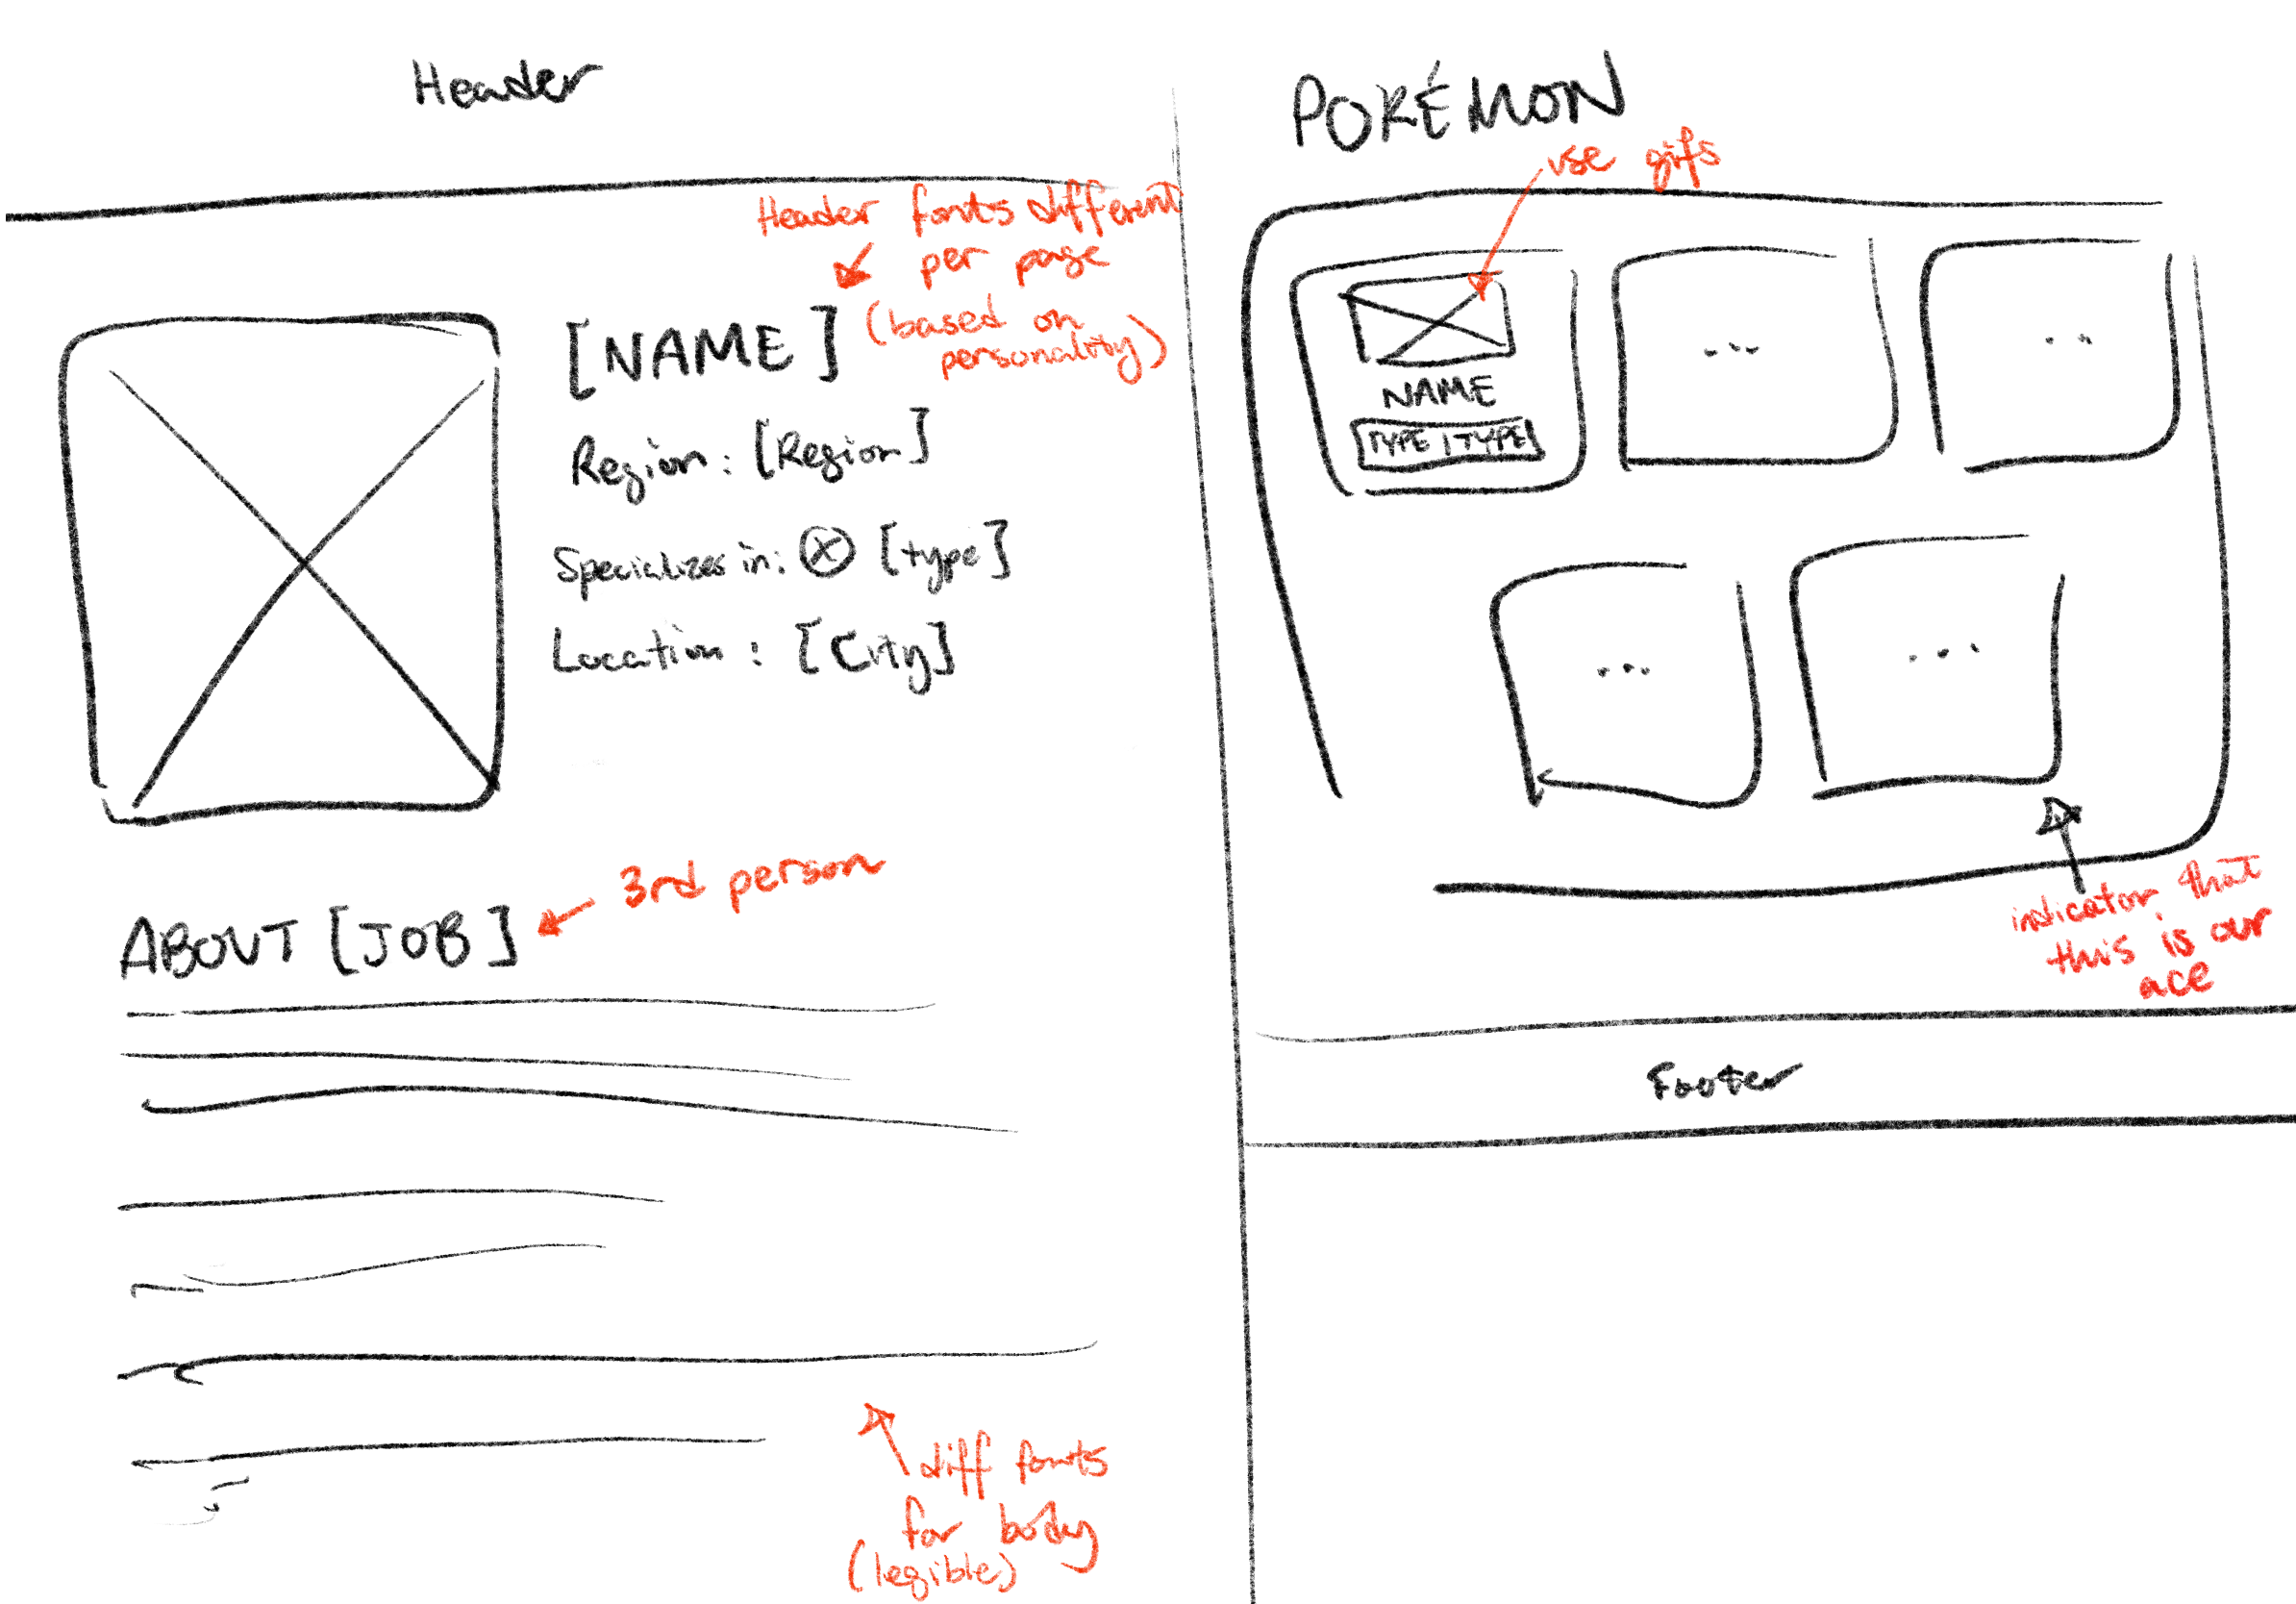 Header
Header fonts different
per page
(based on
personality)
[NAME]
Region: [Region]
Specializes in: [type]
Location: [City]
3rd person
ABOUT [JOB]
diff fonts
for body
(legible)
POKÉMON
use gifs
NAME
TYPE | TYPE
...
...
...
...
indicator that
this is our
ace
Footer